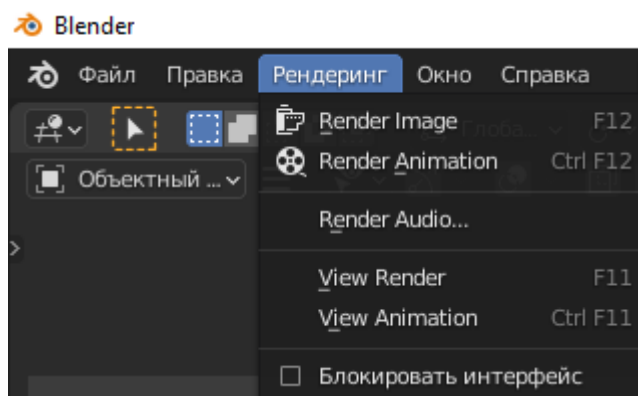 Blender
Файл Правка Рендеринг Окно Справка
Render Image F12
Render Animation Ctrl F12
Объектный ...
Render Audio...
View Render F11
View Animation Ctrl F11
Блокировать интерфейс